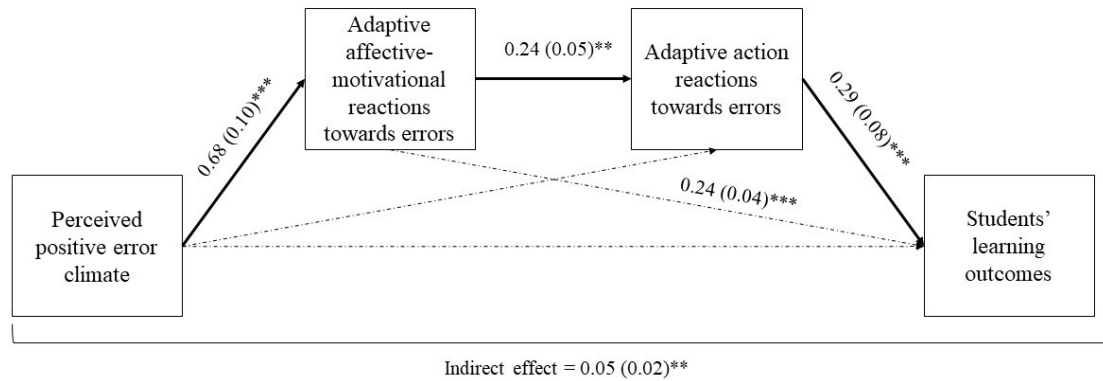 Adaptive
affective-
motivational
reactions
towards errors
0.24 (0.05)**
Adaptive action
reactions
towards errors
0.68 (0.10)***
0.29 (0.08)***
0.24 (0.04)***
Perceived
positive error
climate
Students’
learning
outcomes
Indirect effect = 0.05 (0.02)**